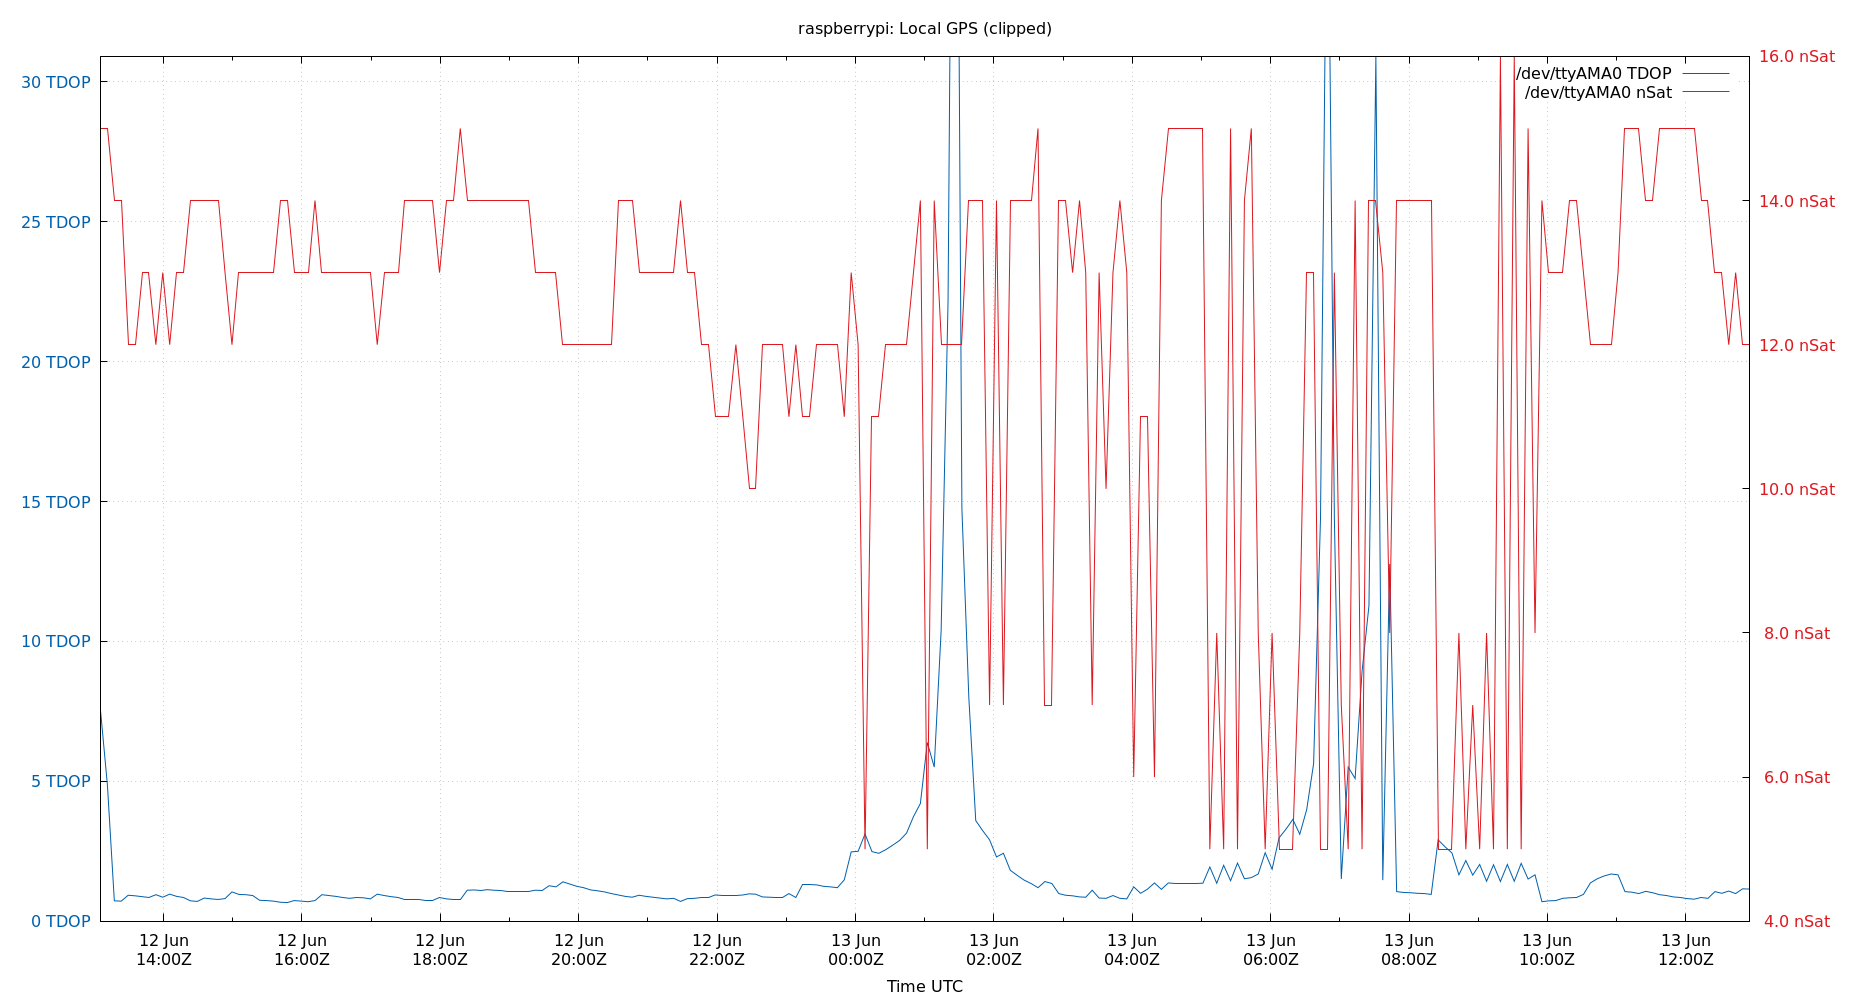 raspberrypi: Local GPS (clipped)
/dev/ttyAMA0 TDOP
/dev/ttyAMA0 nSat
30 TDOP
25 TDOP
20 TDOP
15 TDOP
10 TDOP
5 TDOP
0 TDOP
16.0 nSat
14.0 nSat
12.0 nSat
10.0 nSat
8.0 nSat
6.0 nSat
4.0 nSat
12 Jun 12 Jun 12 Jun 12 Jun 12 Jun 13 Jun 13 Jun 13 Jun 13 Jun 13 Jun 13 Jun 13 Jun
14:00Z 16:00Z 18:00Z 20:00Z 22:00Z 00:00Z 02:00Z 04:00Z 06:00Z 08:00Z 10:00Z 12:00Z
Time UTC